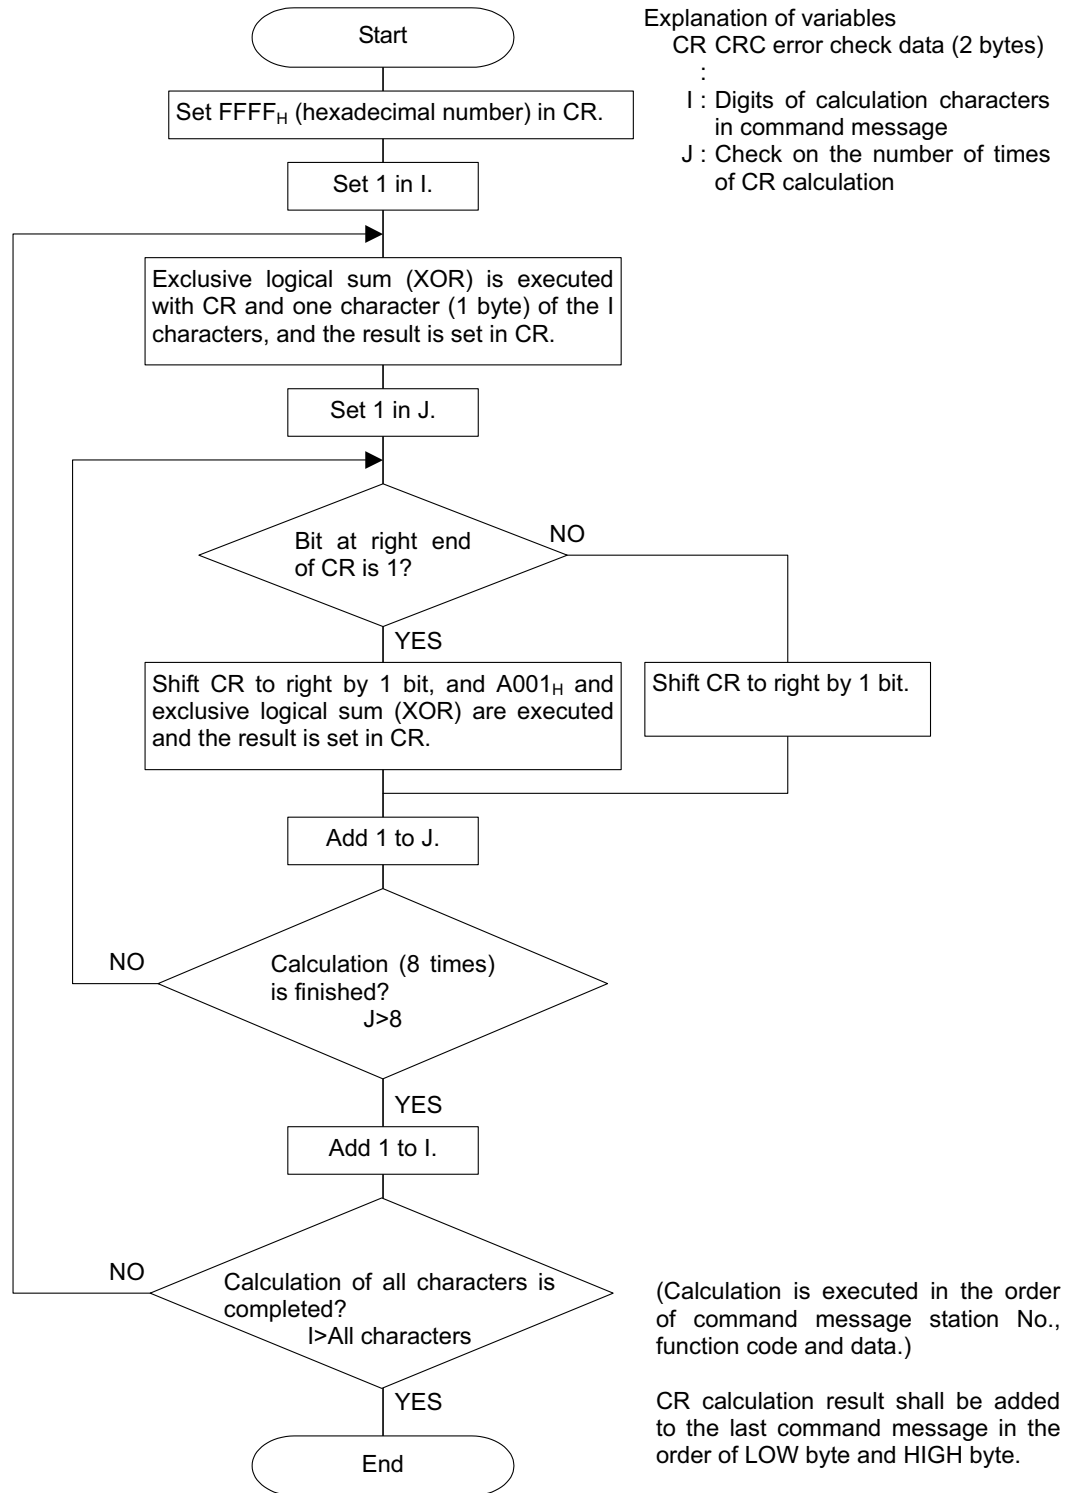 Start
Explanation of variables
CR CRC error check data (2 bytes)
:
I : Digits of calculation characters
in command message
J : Check on the number of times
of CR calculation
Set FFFFH (hexadecimal number) in CR.
Set 1 in I.
Exclusive logical sum (XOR) is executed
with CR and one character (1 byte) of the I
characters, and the result is set in CR.
Set 1 in J.
Bit at right end
of CR is 1?
NO
YES
Shift CR to right by 1 bit, and A001H and
exclusive logical sum (XOR) are executed
and the result is set in CR.
Shift CR to right by 1 bit.
Add 1 to J.
NO
Calculation (8 times)
is finished?
J>8
YES
Add 1 to I.
NO
Calculation of all characters is
completed?
I>All characters
YES
End
(Calculation is executed in the order
of command message station No.,
function code and data.)
CR calculation result shall be added
to the last command message in the
order of LOW byte and HIGH byte.